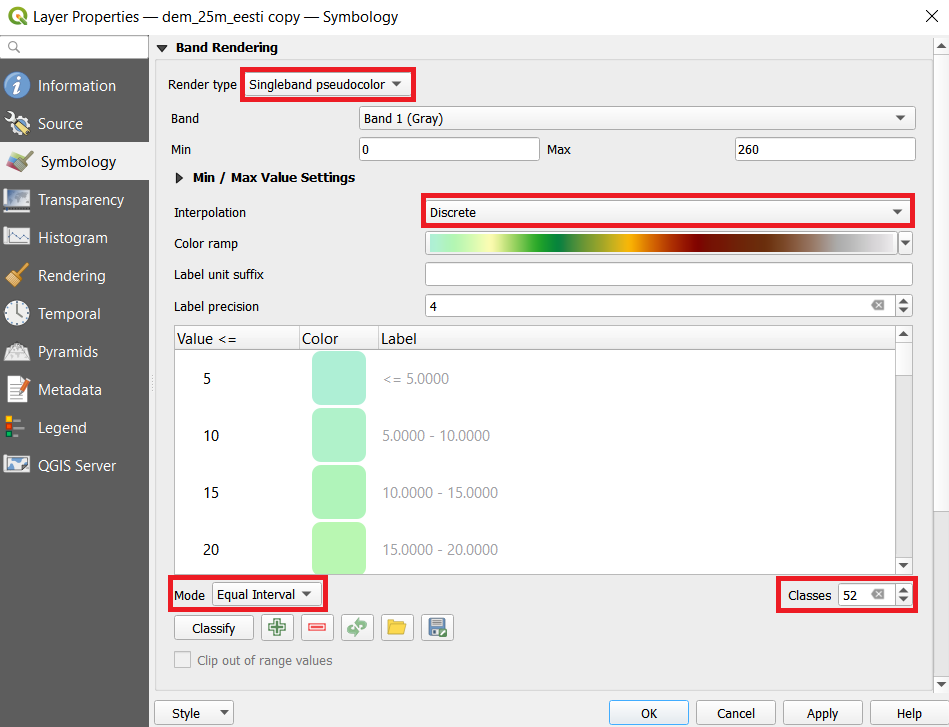 Layer Properties — dem_25m_eesti copy — Symbology
Information
Source
Symbology
Transparency
Histogram
Rendering
Temporal
Pyramids
Metadata
Legend
QGIS Server
Band Rendering
Render type Singleband pseudocolor
Band Band 1 (Gray)
Min 0 Max 260
Min / Max Value Settings
Interpolation Discrete
Color ramp
Label unit suffix
Label precision 4
Value <= Color Label
5 <= 5.0000
10 5.0000 - 10.0000
15 10.0000 - 15.0000
20 15.0000 - 20.0000
Mode Equal Interval Classes 52
Classify
Clip out of range values
Style OK Cancel Apply Help